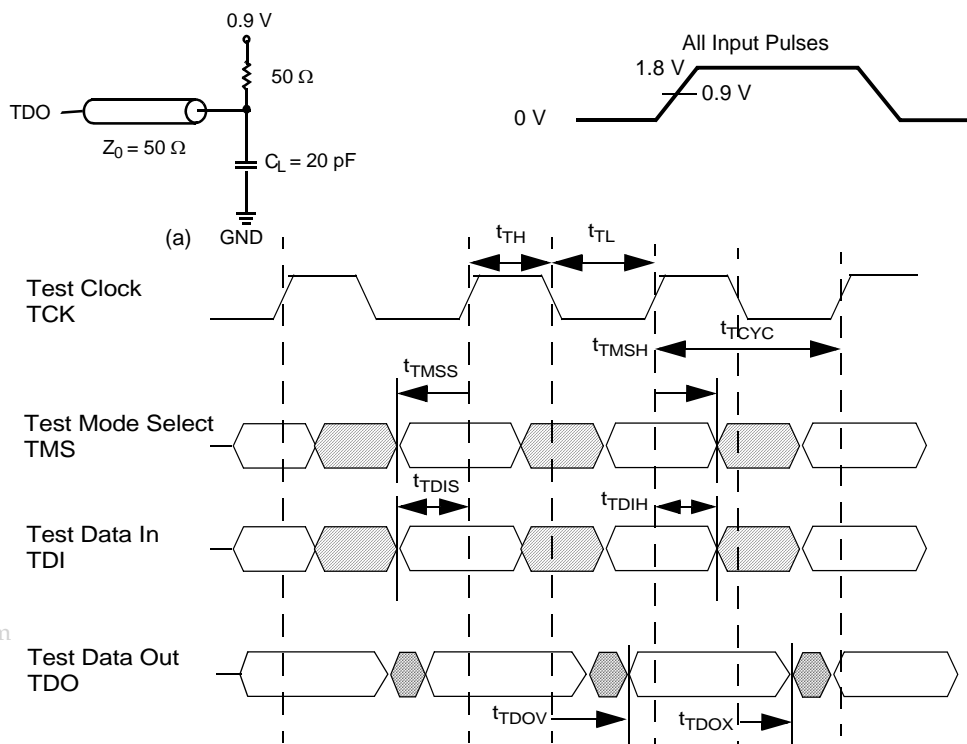 0.9 V
50 Ω
TDO
Z0 = 50 Ω
CL = 20 pF
(a)
GND
All Input Pulses
1.8 V
0.9 V
0 V
tTH
tTL
Test Clock
TCK
tTMSH
tTCYC
tTMSS
Test Mode Select
TMS
tTDIS
tTDIH
Test Data In
TDI
Test Data Out
TDO
tTDOV
tTDOX